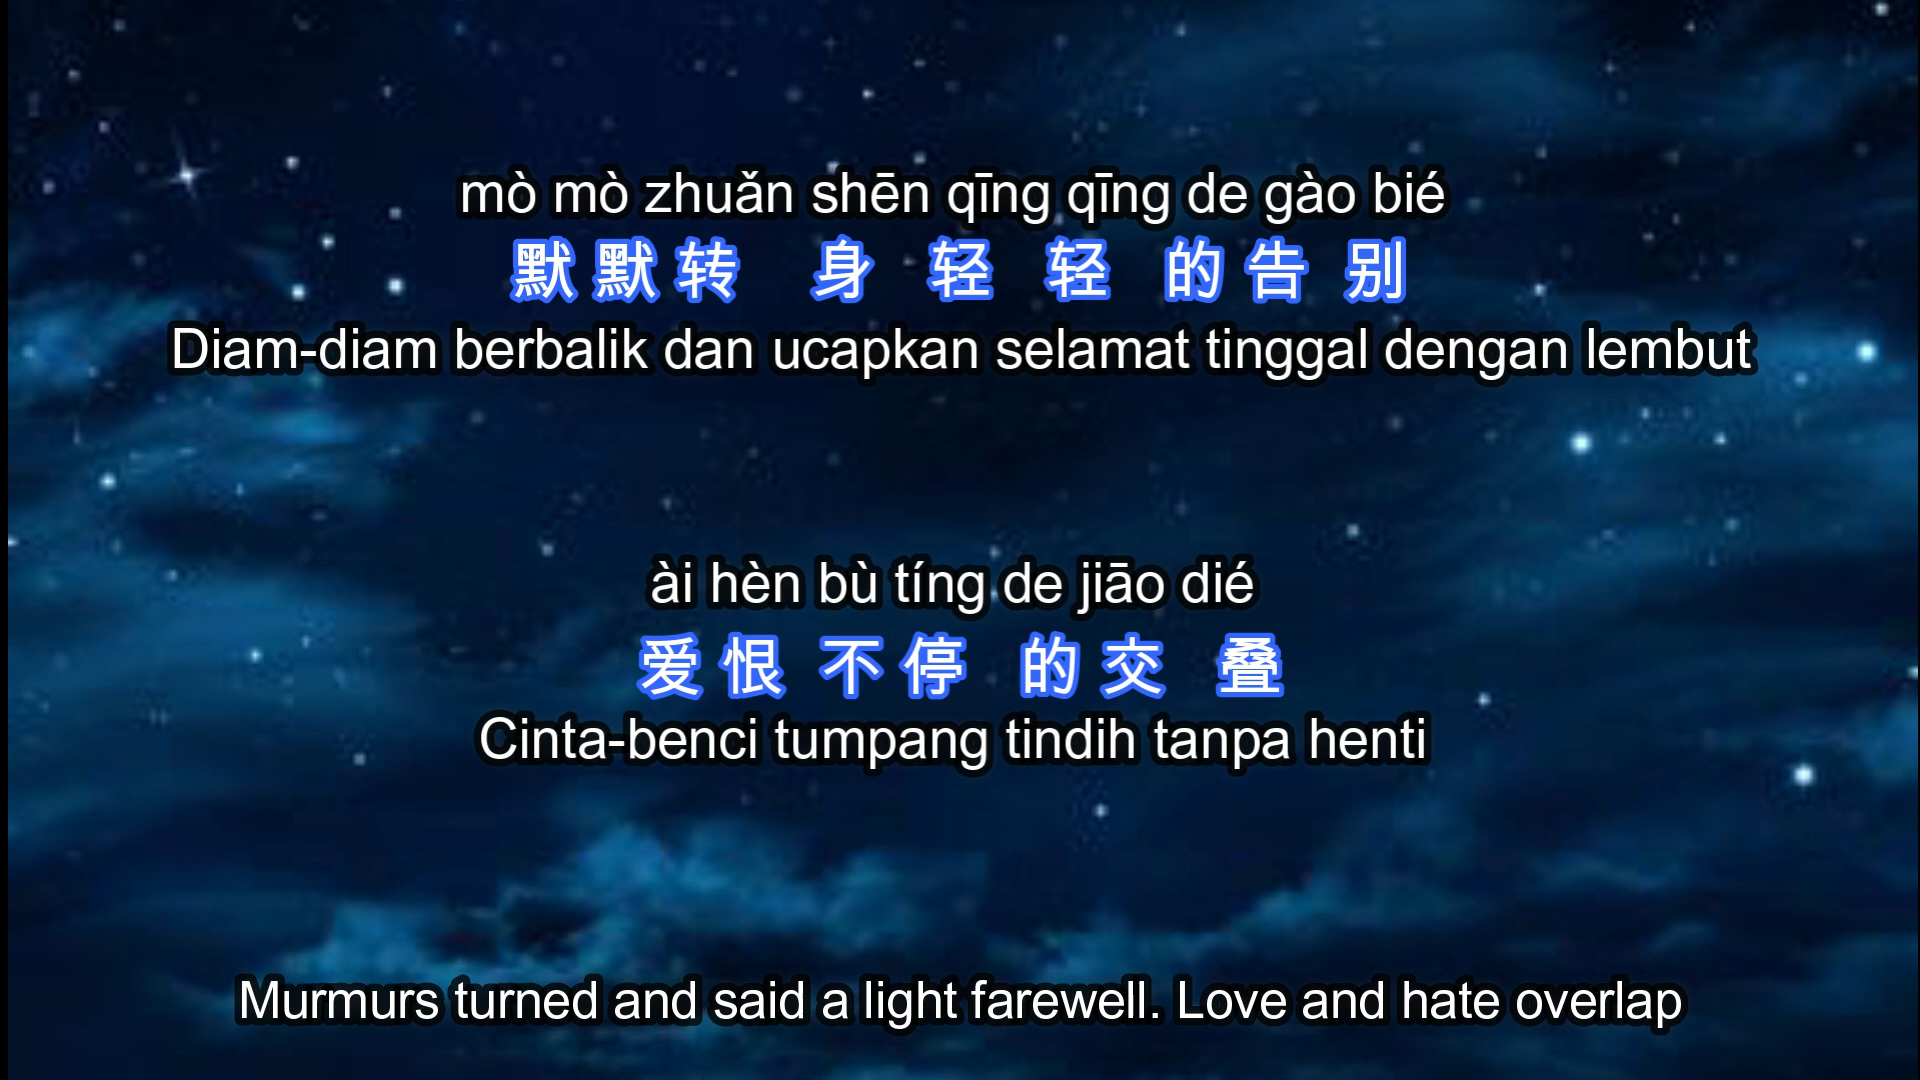 mò mò zhuǎn shēn qīng qīng de gào bié
默默转 身 轻 轻 的告 别
Diam-diam berbalik dan ucapkan selamat tinggal dengan lembut
ài hèn bù tíng de jiāo dié
爱恨 不停 的交 叠
Cinta-benci tumpang tindih tanpa henti
Murmurs turned and said a light farewell. Love and hate overlap